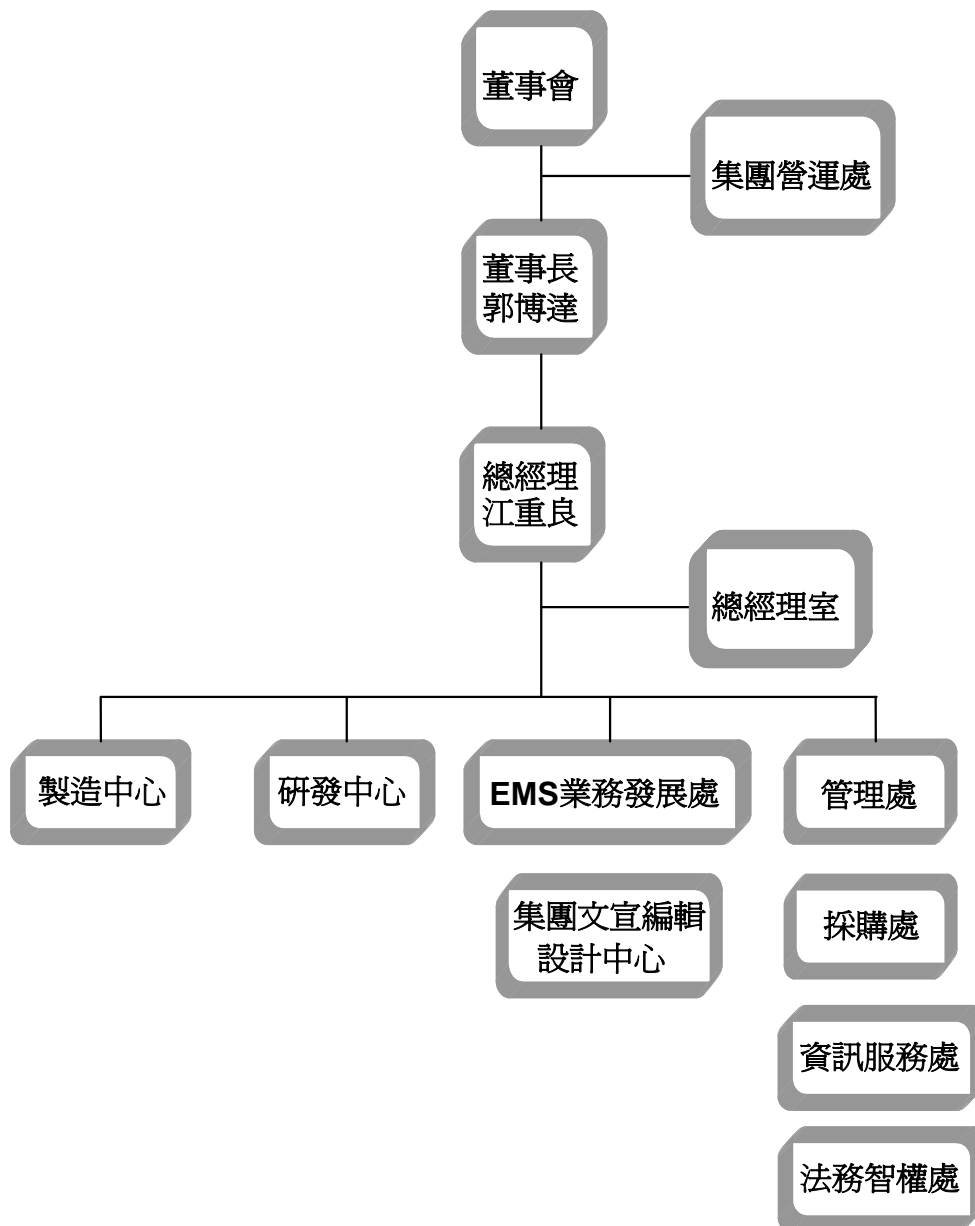 董事會
集團營運處
董事長
郭博達
總經理
江重良
總經理室
製造中心
研發中心
EMS業務發展處
管理處
集團文宣編輯
設計中心
採購處
資訊服務處
法務智權處